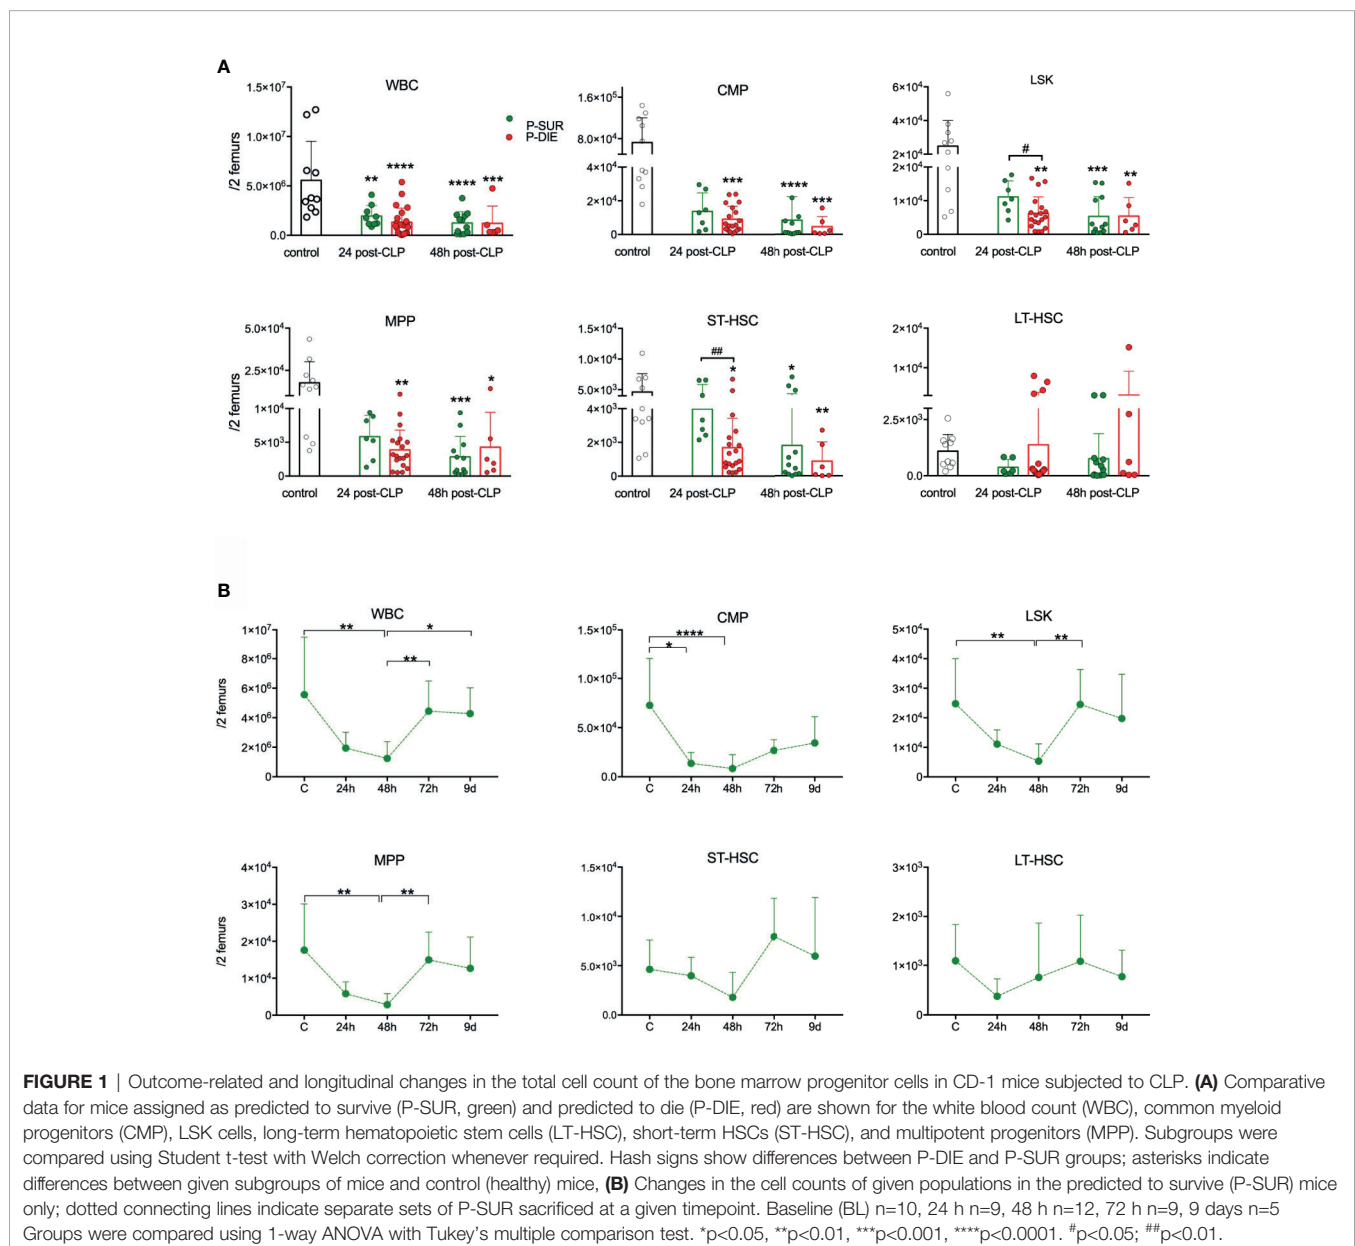 A
WBC
1.5×10⁷
1.0×10⁷
5.0×10⁶
0.0
/2 femurs
P-SUR
P-DIE
** **** **** ***
control 24 post-CLP 48h post-CLP
CMP
1.6×10⁵
8.0×10⁴
4×10⁴
2×10⁴
0
*** **** ***
control 24 post-CLP 48h post-CLP
LSK
6×10⁴
4×10⁴
2×10⁴
2×10⁴
1×10⁴
0
# ** *** **
control 24 post-CLP 48h post-CLP
MPP
5.0×10⁴
2.5×10⁴
1×10⁴
5×10³
0
/2 femurs
** *** *
control 24 post-CLP 48h post-CLP
ST-HSC
1.5×10⁴
1.0×10⁴
5.0×10³
4×10³
2×10³
0
## * * **
control 24 post-CLP 48h post-CLP
LT-HSC
2×10⁴
1×10⁴
2.5×10³
0.0
control 24 post-CLP 48h post-CLP
B
WBC
1×10⁷
8×10⁶
6×10⁶
4×10⁶
2×10⁶
0
/2 femurs
** * **
C 24h 48h 72h 9d
CMP
1.5×10⁵
1.0×10⁵
5.0×10⁴
0.0
**** *
C 24h 48h 72h 9d
LSK
5×10⁴
4×10⁴
3×10⁴
2×10⁴
1×10⁴
0
** **
C 24h 48h 72h 9d
MPP
4×10⁴
3×10⁴
2×10⁴
1×10⁴
0
/2 femurs
** **
C 24h 48h 72h 9d
ST-HSC
1.5×10⁴
1.0×10⁴
5.0×10³
0.0
C 24h 48h 72h 9d
LT-HSC
3×10³
2×10³
1×10³
0
C 24h 48h 72h 9d
FIGURE 1 | Outcome-related and longitudinal changes in the total cell count of the bone marrow progenitor cells in CD-1 mice subjected to CLP. (A) Comparative
data for mice assigned as predicted to survive (P-SUR, green) and predicted to die (P-DIE, red) are shown for the white blood count (WBC), common myeloid
progenitors (CMP), LSK cells, long-term hematopoietic stem cells (LT-HSC), short-term HSCs (ST-HSC), and multipotent progenitors (MPP). Subgroups were
compared using Student t-test with Welch correction whenever required. Hash signs show differences between P-DIE and P-SUR groups; asterisks indicate
differences between given subgroups of mice and control (healthy) mice, (B) Changes in the cell counts of given populations in the predicted to survive (P-SUR) mice
only; dotted connecting lines indicate separate sets of P-SUR sacrificed at a given timepoint. Baseline (BL) n=10, 24 h n=9, 48 h n=12, 72 h n=9, 9 days n=5
Groups were compared using 1-way ANOVA with Tukey’s multiple comparison test. *p<0.05, **p<0.01, ***p<0.001, ****p<0.0001. #p<0.05; ##p<0.01.